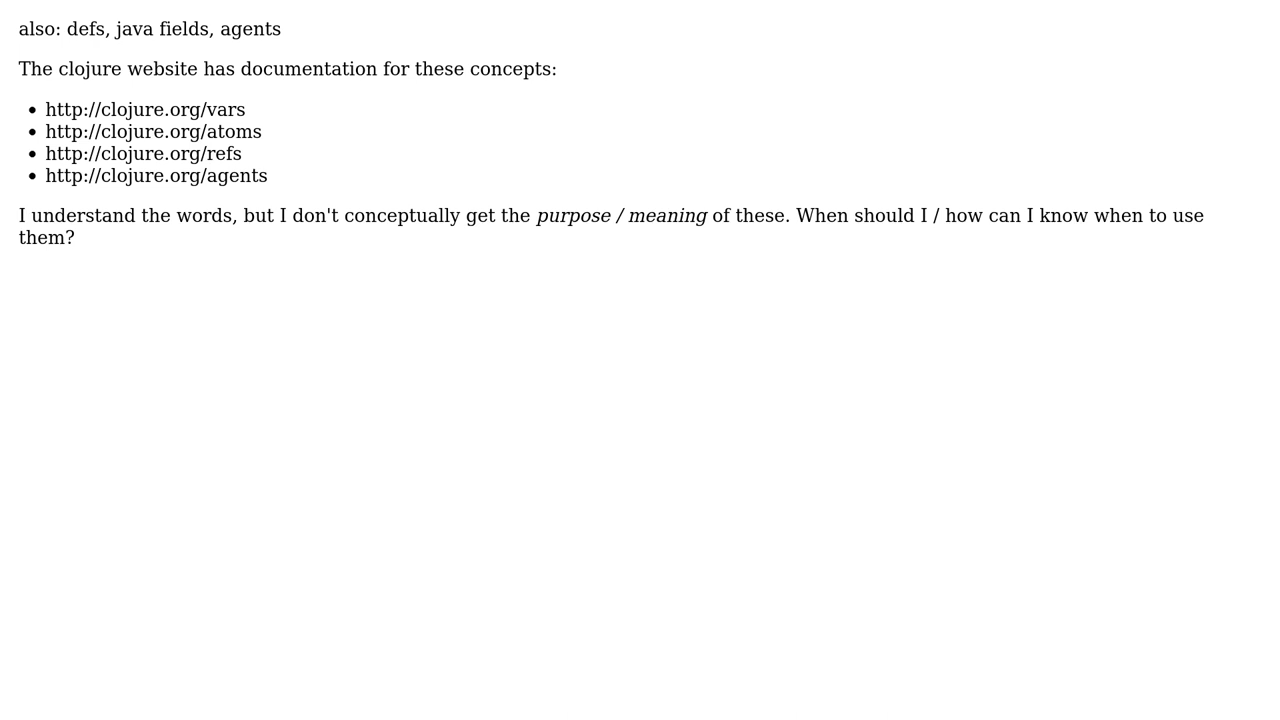 also: defs, java fields, agents
The clojure website has documentation for these concepts:
• http://clojure.org/vars
• http://clojure.org/atoms
• http://clojure.org/refs
• http://clojure.org/agents
I understand the words, but I don't conceptually get the purpose / meaning of these. When should I / how can I know when to use
them?